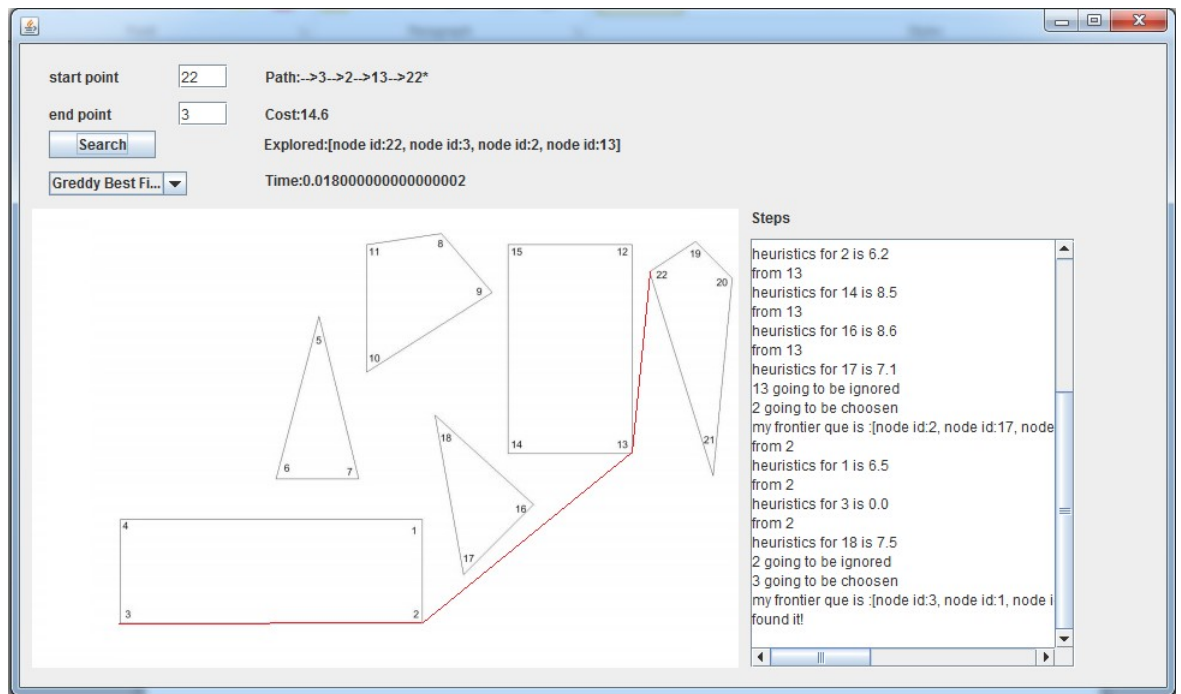 start point 22 Path:-->3-->2-->13-->22*
end point 3 Cost:14.6
Search Explored:[node id:22, node id:3, node id:2, node id:13]
Greddy Best Fi... Time:0.018000000000000002
Steps
heuristics for 2 is 6.2
from 13
heuristics for 14 is 8.5
from 13
heuristics for 16 is 8.6
from 13
heuristics for 17 is 7.1
13 going to be ignored
2 going to be choosen
my frontier que is :[node id:2, node id:17, node
from 2
heuristics for 1 is 6.5
from 2
heuristics for 3 is 0.0
from 2
heuristics for 18 is 7.5
2 going to be ignored
3 going to be choosen
my frontier que is :[node id:3, node id:1, node i
found it!
11 8 15 12 19
22 20
9
5 10
18 14 13 21
6 7
16
4 1
17
3 2